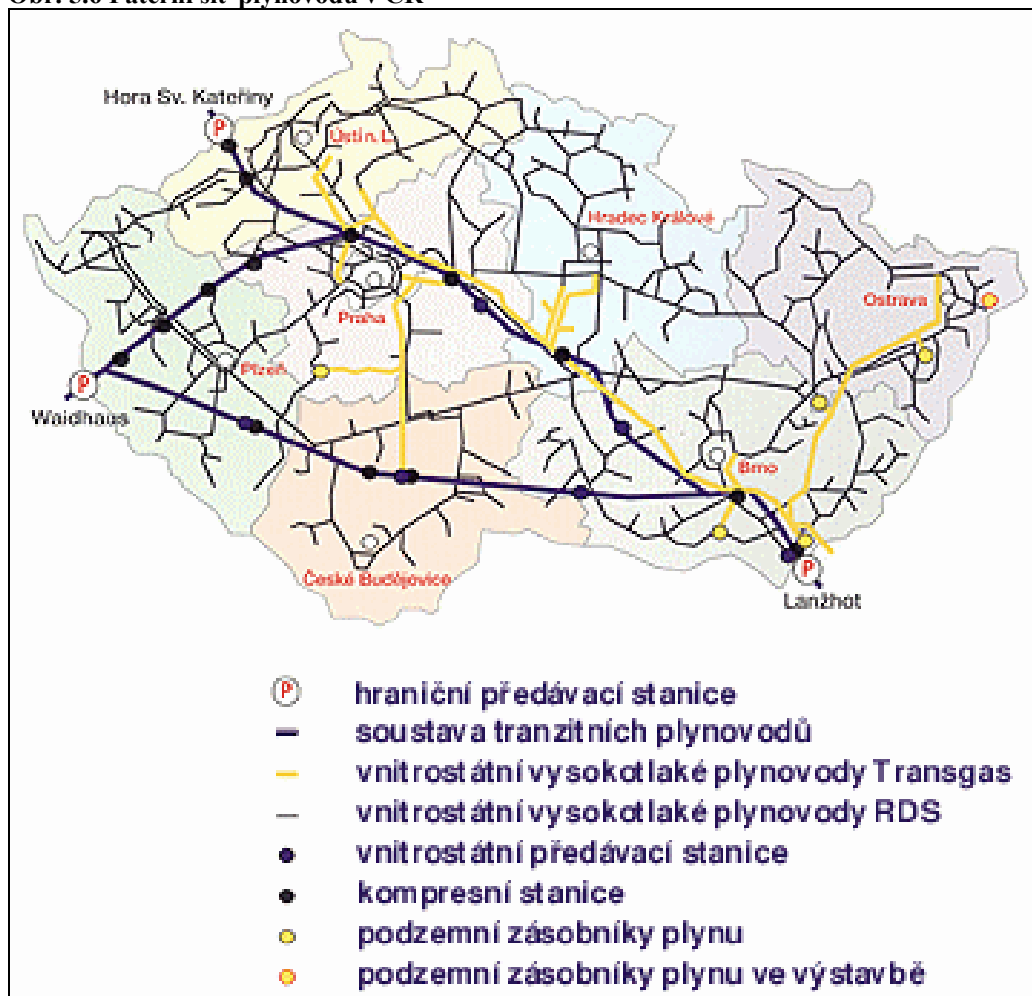 Hora Sv. Kateřiny
P
Ústí n. L.
Hradec Králové
Ostrava
Praha
Plzeň
P
Waidhaus
Brno
České Budějovice
P
Lanžhot
P hraniční předávací stanice
soustava tranzitních plynovodů
vnitrostátní vysokotlaké plynovody Transgas
vnitrostátní vysokotlaké plynovody RDS
vnitrostátní předávací stanice
kompresní stanice
podzemní zásobníky plynu
podzemní zásobníky plynu ve výstavbě